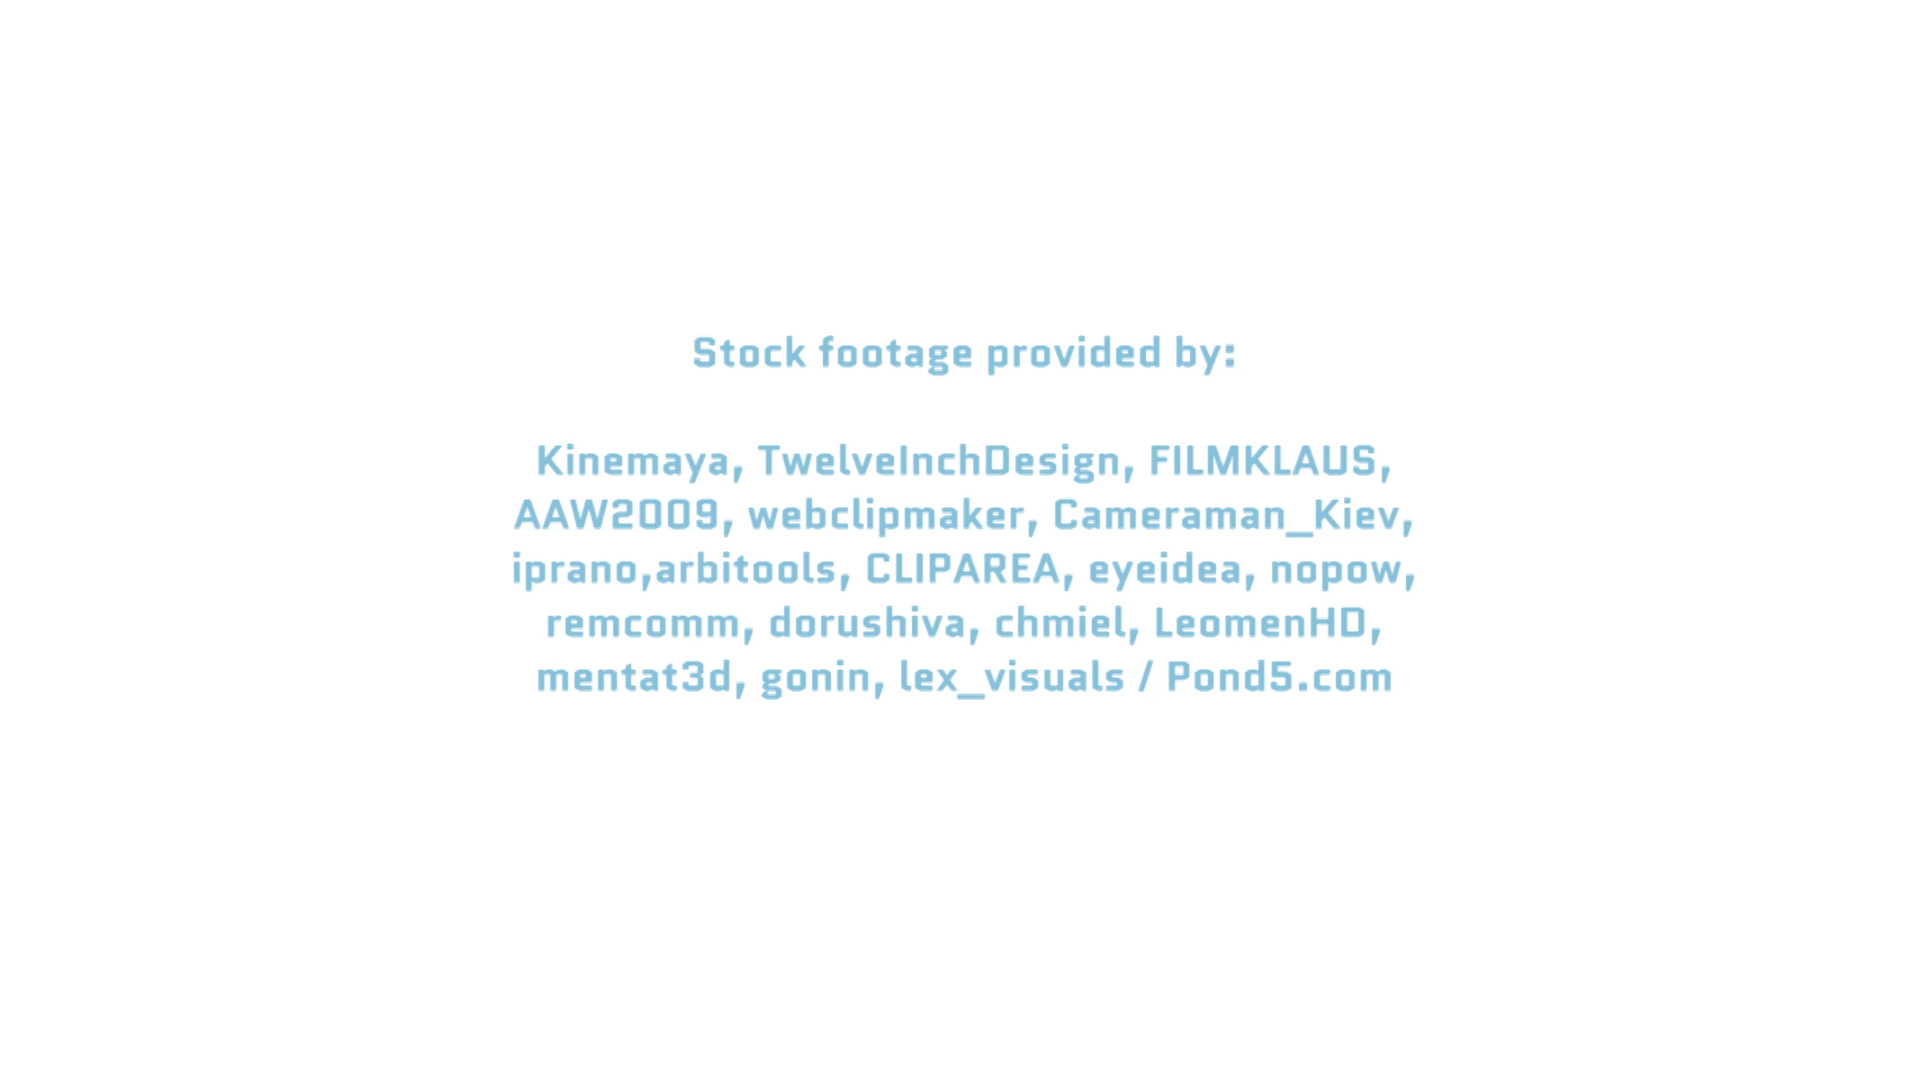 Stock footage provided by:
Kinemaya, TwelveInchDesign, FILMKLAUS,
AAW2009, webclipmaker, Cameraman_Kiev,
iprano,arbitools, CLIPAREA, eyeidea, nopow,
remcomm, dorushiva, chmiel, LeomenHD,
mentat3d, gonin, lex_visuals / Pond5.com